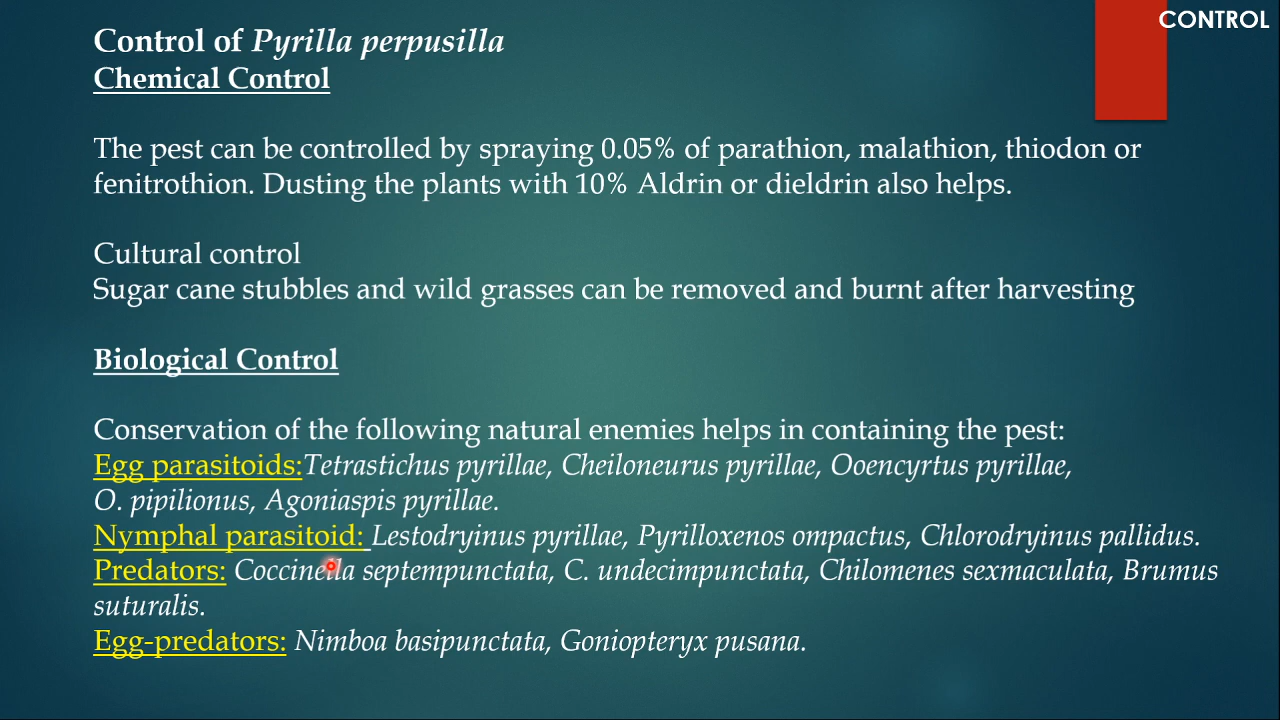 CONTROL
Control of Pyrilla perpusilla
Chemical Control
The pest can be controlled by spraying 0.05% of parathion, malathion, thiodon or
fenitrothion. Dusting the plants with 10% Aldrin or dieldrin also helps.
Cultural control
Sugar cane stubbles and wild grasses can be removed and burnt after harvesting
Biological Control
Conservation of the following natural enemies helps in containing the pest:
Egg parasitoids:Tetrastichus pyrillae, Cheiloneurus pyrillae, Ooencyrtus pyrillae,
O. pipilionus, Agoniaspis pyrillae.
Nymphal parasitoid: Lestodryinus pyrillae, Pyrilloxenos ompactus, Chlorodryinus pallidus.
Predators: Coccinella septempunctata, C. undecimpunctata, Chilomenes sexmaculata, Brumus
suturalis.
Egg-predators: Nimboa basipunctata, Goniopteryx pusana.